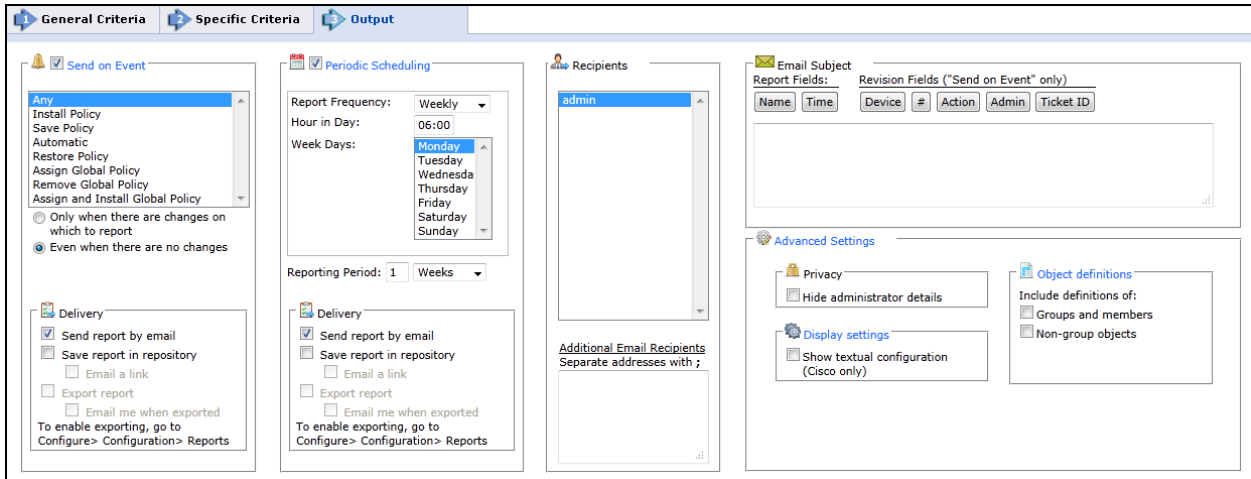 1 General Criteria
2 Specific Criteria
3 Output
Send on Event
Any
Install Policy
Save Policy
Automatic
Restore Policy
Assign Global Policy
Remove Global Policy
Assign and Install Global Policy
Only when there are changes on
which to report
Even when there are no changes
Delivery
Send report by email
Save report in repository
Email a link
Export report
Email me when exported
To enable exporting, go to
Configure> Configuration> Reports
Periodic Scheduling
Report Frequency: Weekly
Hour in Day: 06:00
Week Days: Monday
Tuesday
Wednesda
Thursday
Friday
Saturday
Sunday
Reporting Period: 1 Weeks
Delivery
Send report by email
Save report in repository
Email a link
Export report
Email me when exported
To enable exporting, go to
Configure> Configuration> Reports
Recipients
admin
Additional Email Recipients
Separate addresses with ;
Email Subject
Report Fields: Revision Fields ("Send on Event" only)
Name Time Device # Action Admin Ticket ID
Advanced Settings
Privacy
Hide administrator details
Display settings
Show textual configuration
(Cisco only)
Object definitions
Include definitions of:
Groups and members
Non-group objects